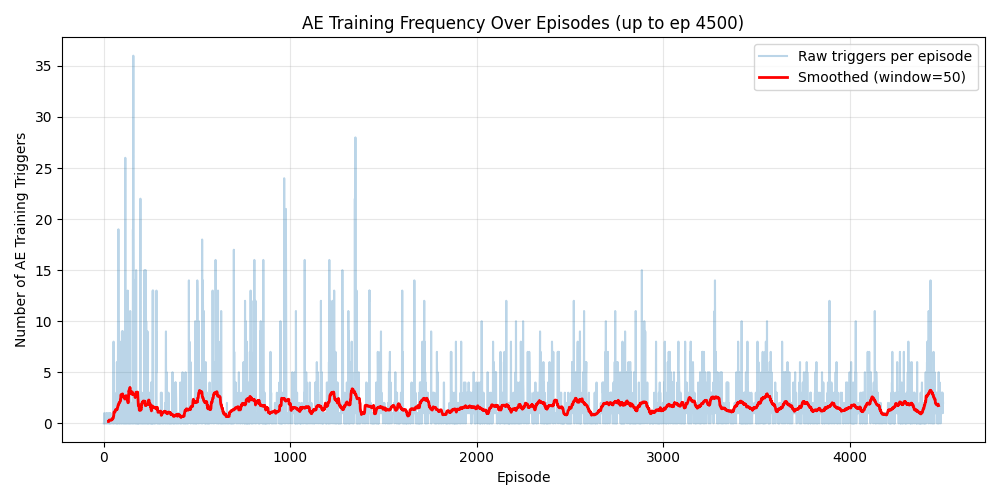 AE Training Frequency Over Episodes (up to ep 4500)
Raw triggers per episode
Smoothed (window=50)
Number of AE Training Triggers
35
30
25
20
15
10
5
0
0
1000
2000
3000
4000
Episode